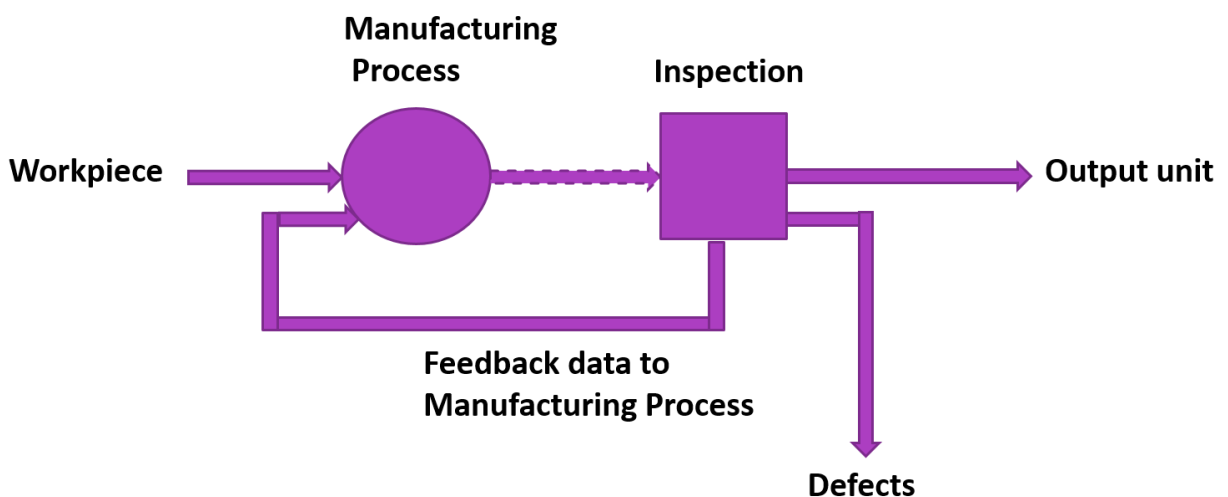 Manufacturing
Process
Inspection
Workpiece
Output unit
Feedback data to
Manufacturing Process
Defects